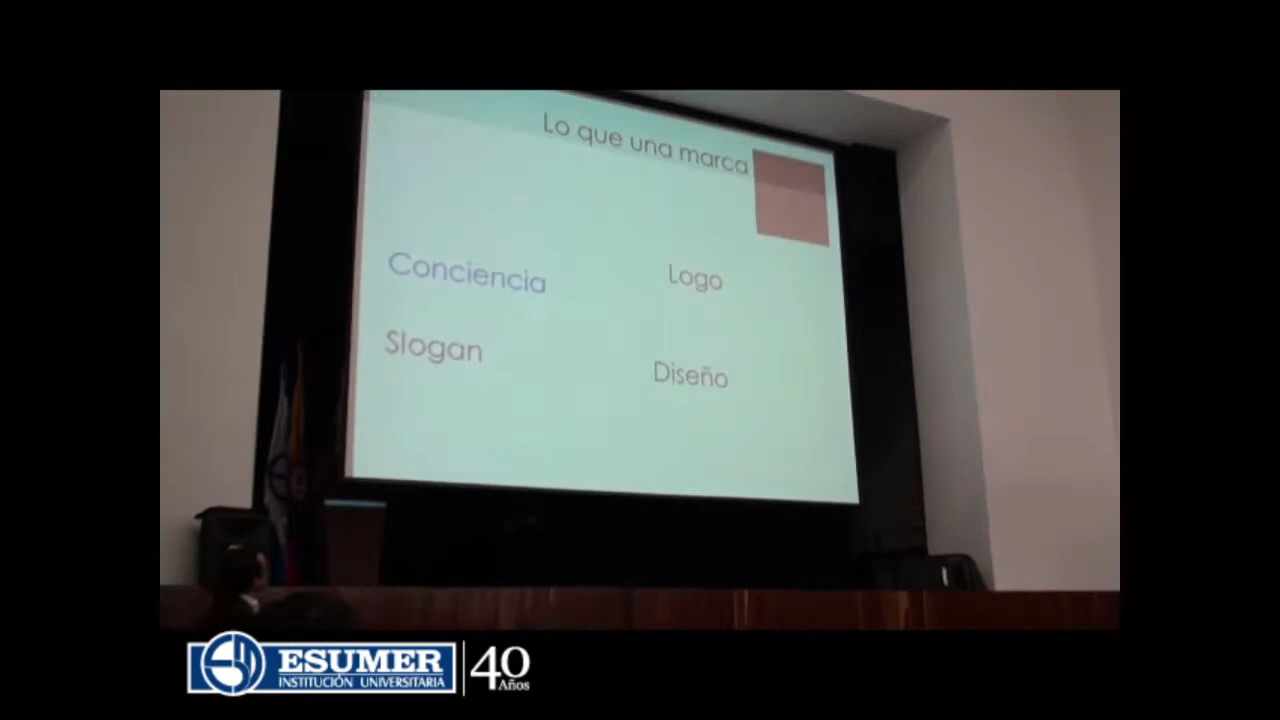 Lo que una marca
Conciencia
Logo
Slogan
Diseño
ESUMER
INSTITUCIÓN UNIVERSITARIA
40
Años